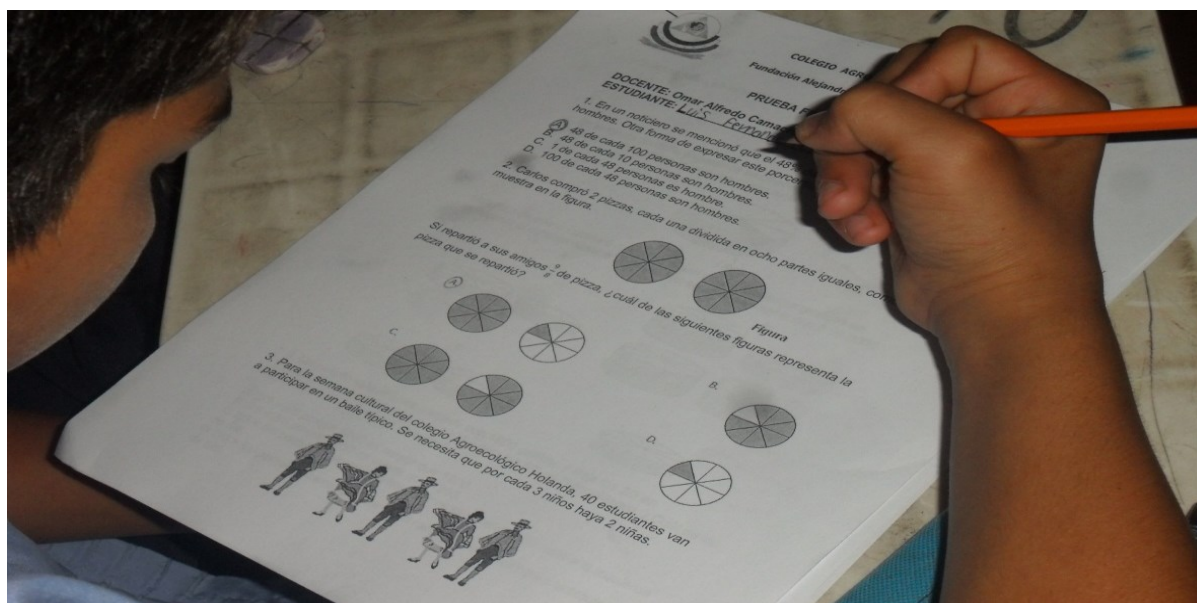 COLEGIO AGR
Fundación Alejand
PRUEBA
DOCENTE: Omar Alfredo Cama
ESTUDIANTE: Luis
1. En un noticiero se mencionó que el 48%
hombres. Otra forma de expresar este porcen
A. 48 de cada 100 personas son hombres.
B. 48 de cada 10 personas son hombres.
C. 1 de cada 48 personas es hombre.
D. 100 de cada 48 personas son hombres.
2. Carlos compró 2 pizzas, cada una dividida en ocho partes iguales, com
muestra en la figura.
Figura
Si repartió a sus amigos 9/8 de pizza, ¿cuál de las siguientes figuras representa la
pizza que se repartió?
A.
B.
C.
D.
3. Para la semana cultural del colegio Agroecológico Holanda, 40 estudiantes van
a participar en un baile típico. Se necesita que por cada 3 niños haya 2 niñas.